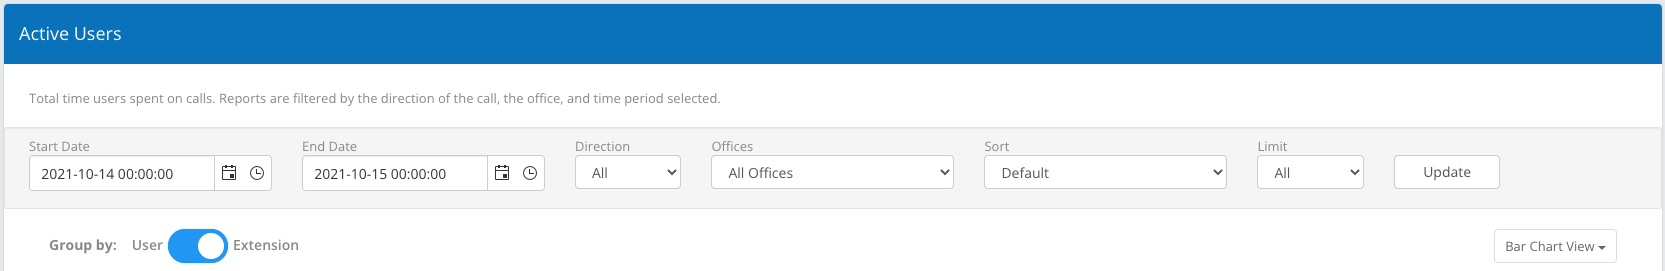 Active Users
Total time users spent on calls. Reports are filtered by the direction of the call, the office, and time period selected.
Start Date End Date Direction Offices Sort Limit
2021-10-14 00:00:00 2021-10-15 00:00:00 All All Offices Default All Update
Group by: User Extension Bar Chart View